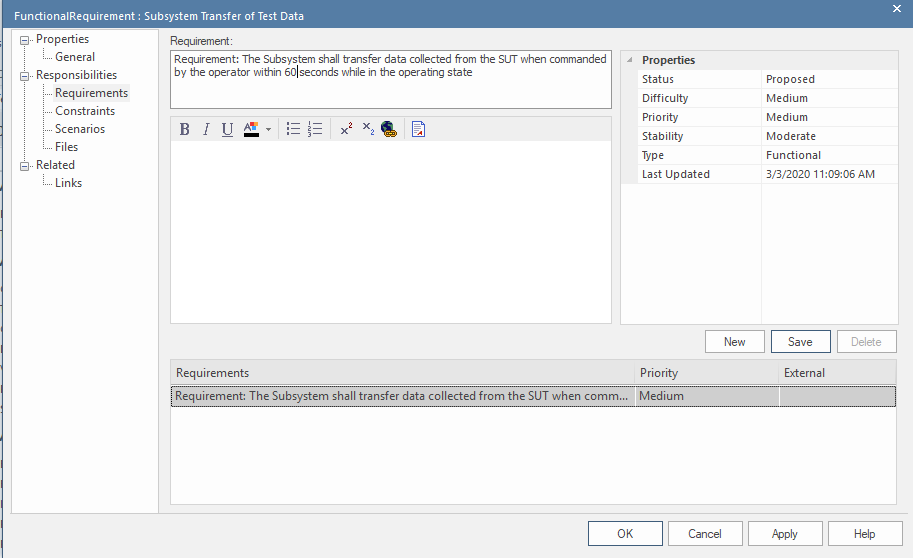 FunctionalRequirement : Subsystem Transfer of Test Data
Properties
General
Responsibilities
Requirements
Constraints
Scenarios
Files
Related
Links
Requirement:
Requirement: The Subsystem shall transfer data collected from the SUT when commanded
by the operator within 60 seconds while in the operating state
B I U A x² x₂
Properties
Status Proposed
Difficulty Medium
Priority Medium
Stability Moderate
Type Functional
Last Updated 3/3/2020 11:09:06 AM
New Save Delete
Requirements Priority External
Requirement: The Subsystem shall transfer data collected from the SUT when comm... Medium
OK Cancel Apply Help